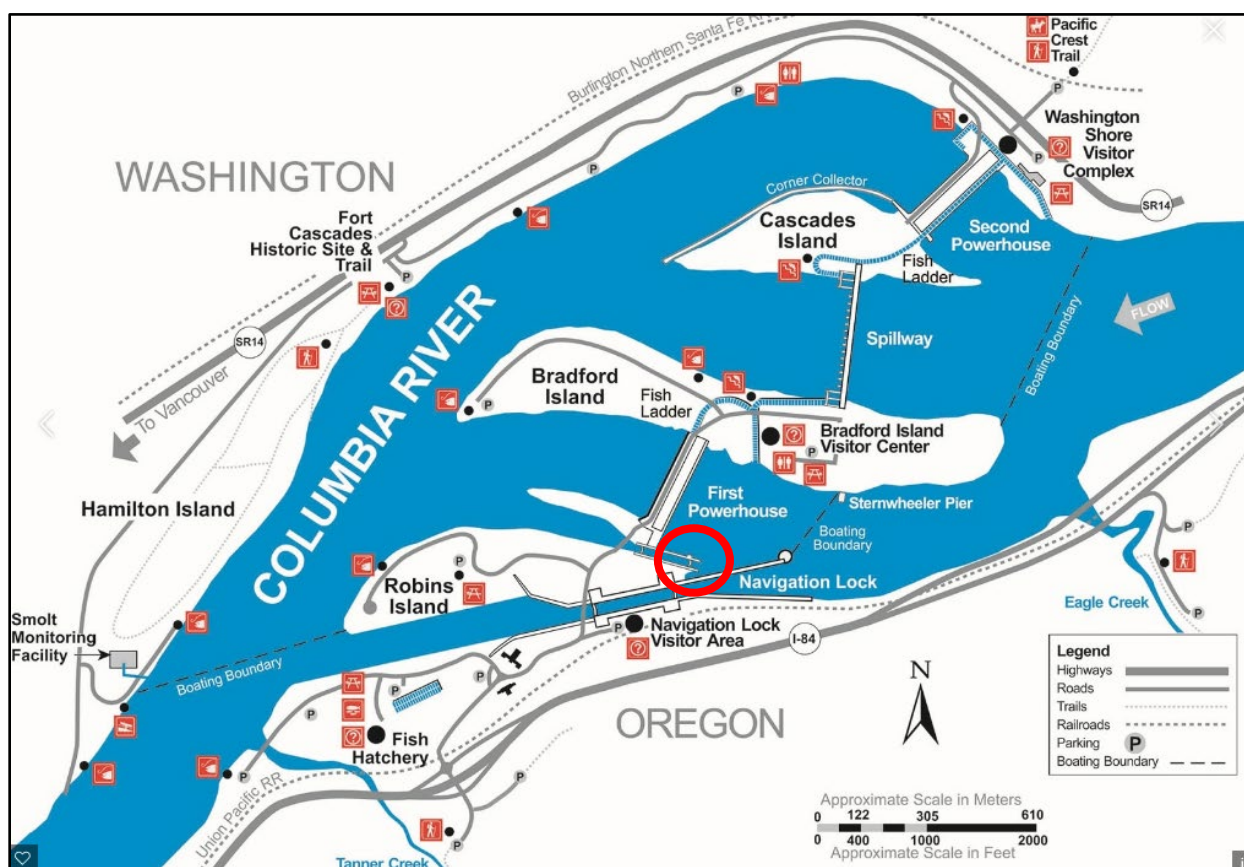 Pacific
Crest
Trail
Burlington Northern Santa Fe RR
P
P
Washington
Shore
Visitor
Complex
P
?
WASHINGTON
P
Corner Collector
SR14
Fort
Cascades
Historic Site &
Trail
P
?
Cascades
Island
Second
Powerhouse
Fish
Ladder
FLOW
Boating Boundary
SR14
COLUMBIA RIVER
Spillway
To Vancouver
Bradford
Island
P
Fish
Ladder
Bradford Island
Visitor Center
?
P
Hamilton Island
First
Powerhouse
Sternwheeler Pier
Boating
Boundary
P
P
Robins
Island
Navigation Lock
P
P
Eagle Creek
Smolt
Monitoring
Facility
Navigation Lock
Visitor Area
P
?
I-84
Boating Boundary
P
P
Legend
Highways
Roads
Trails
Railroads
Parking P
Boating Boundary
N
OREGON
P
?
Fish
Hatchery
P
P
Union Pacific RR
P
P
Tanner Creek
Approximate Scale in Meters
0 122 305 610
0 400 1000 2000
Approximate Scale in Feet